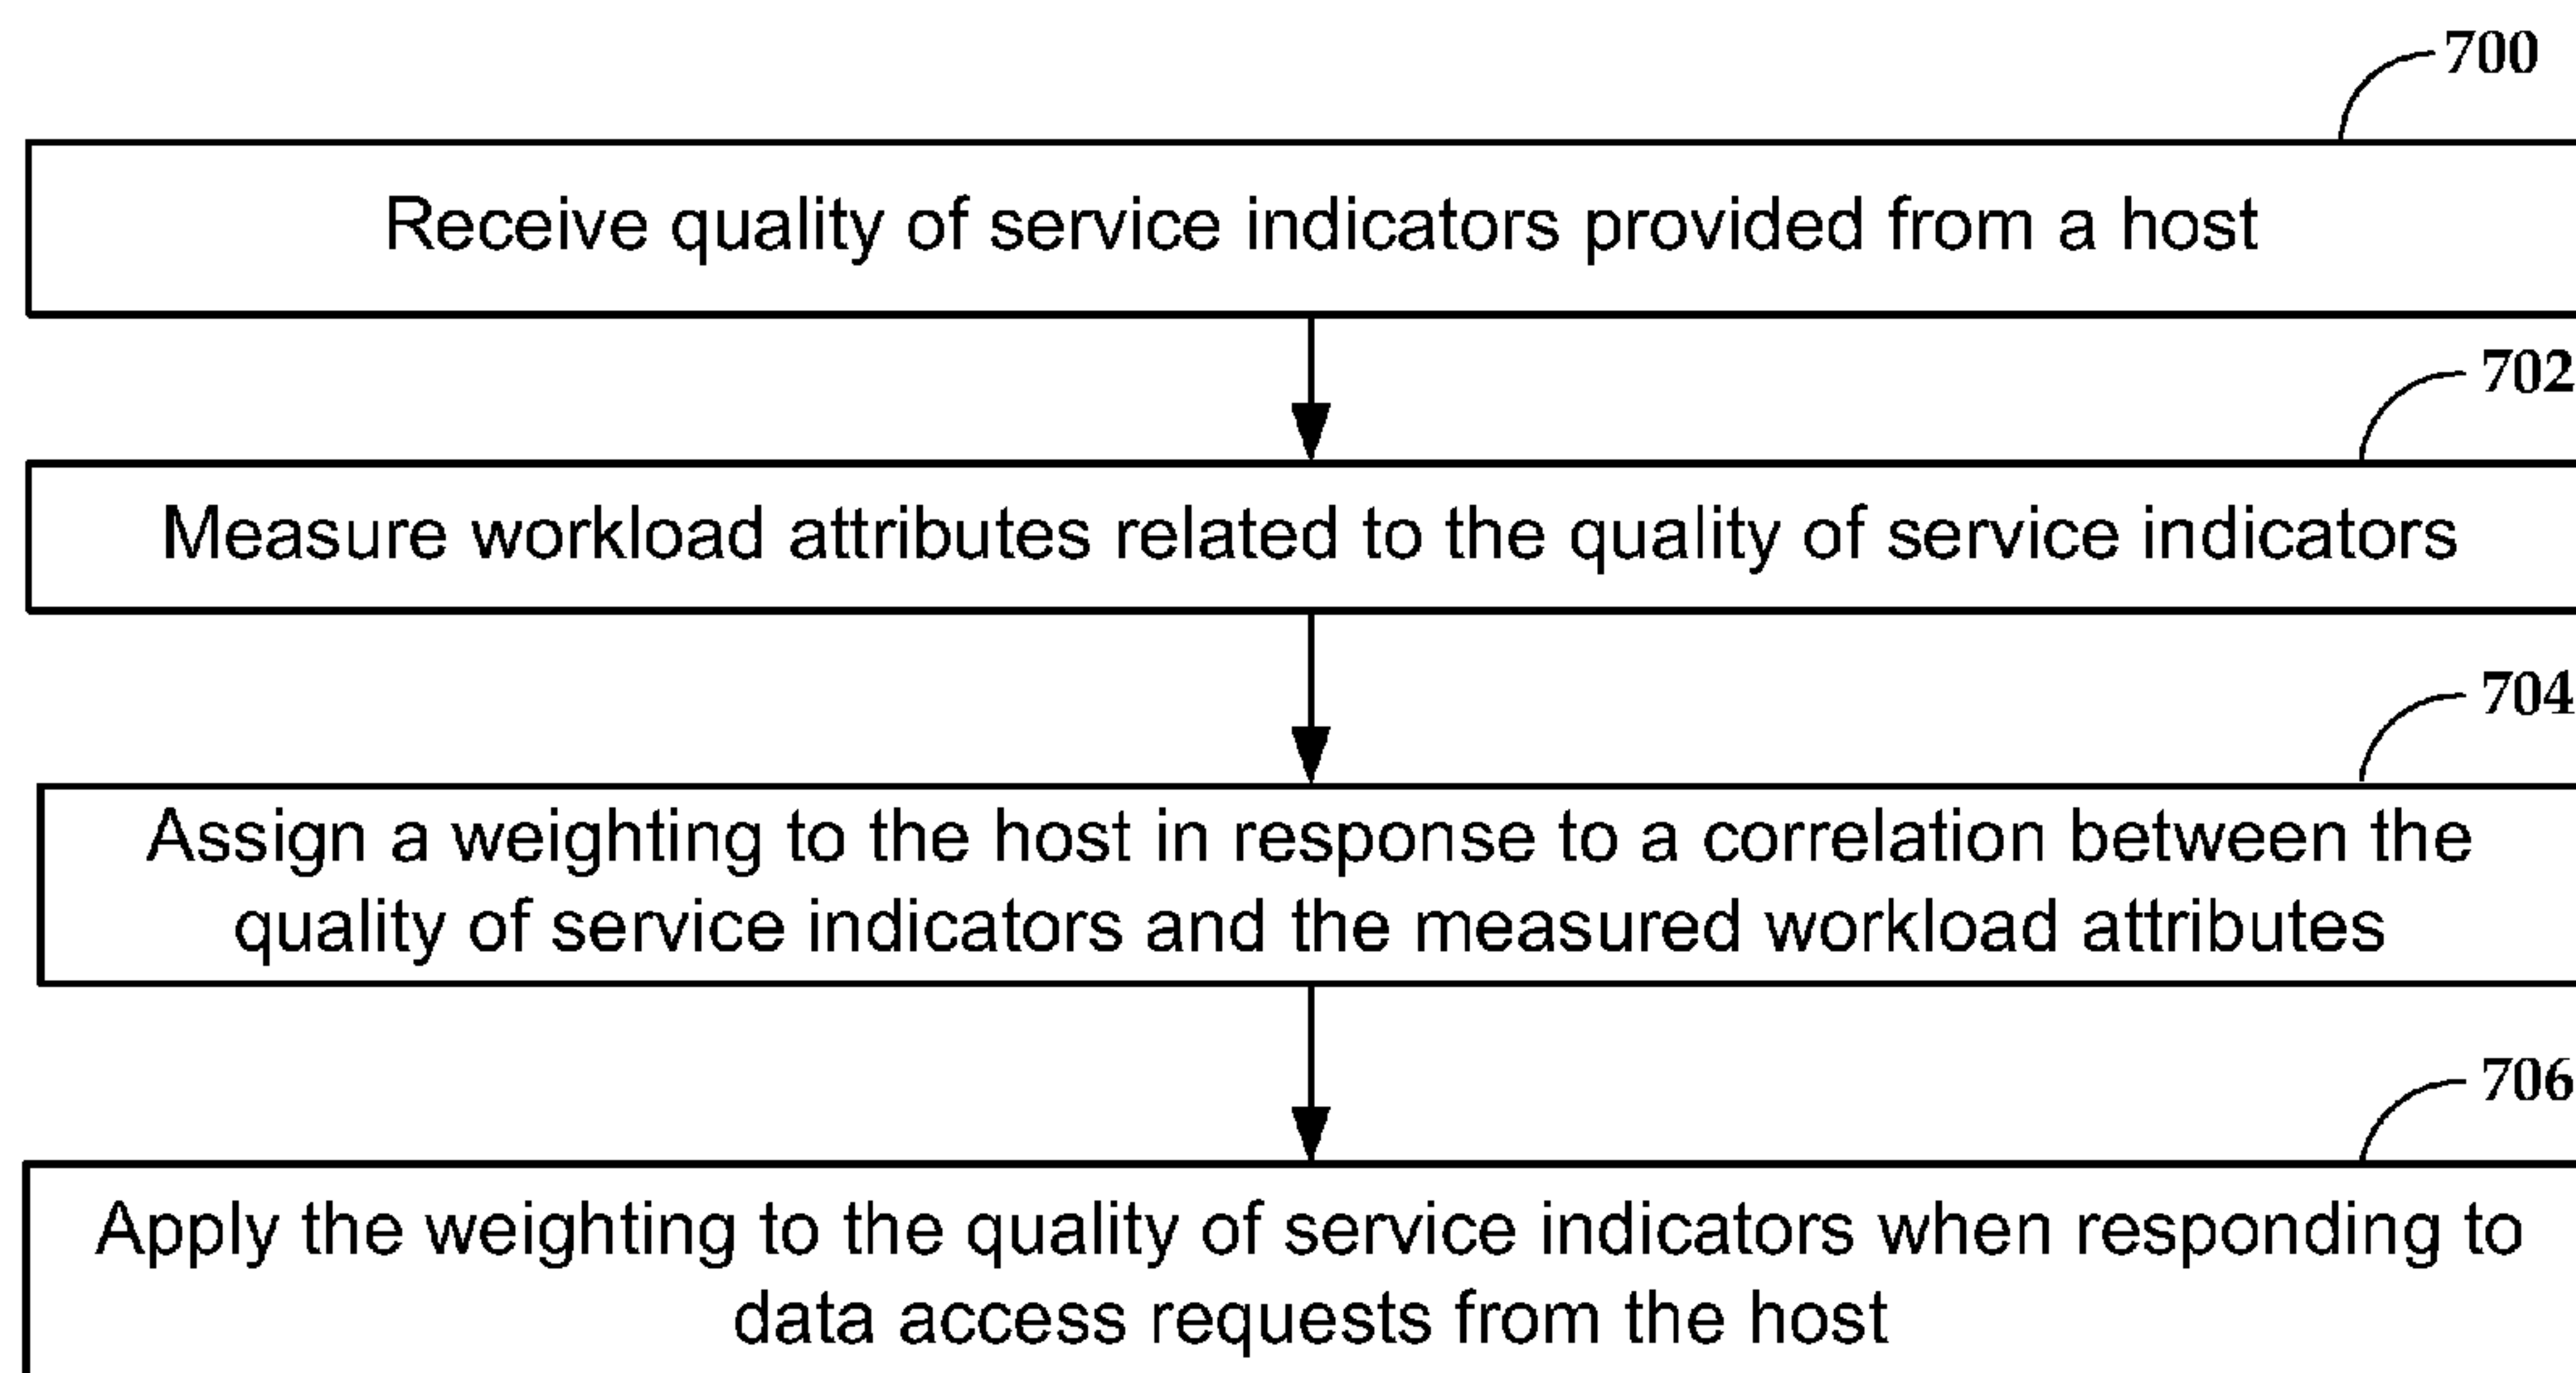 700
Receive quality of service indicators provided from a host
702
Measure workload attributes related to the quality of service indicators
704
Assign a weighting to the host in response to a correlation between the
quality of service indicators and the measured workload attributes
706
Apply the weighting to the quality of service indicators when responding to
data access requests from the host